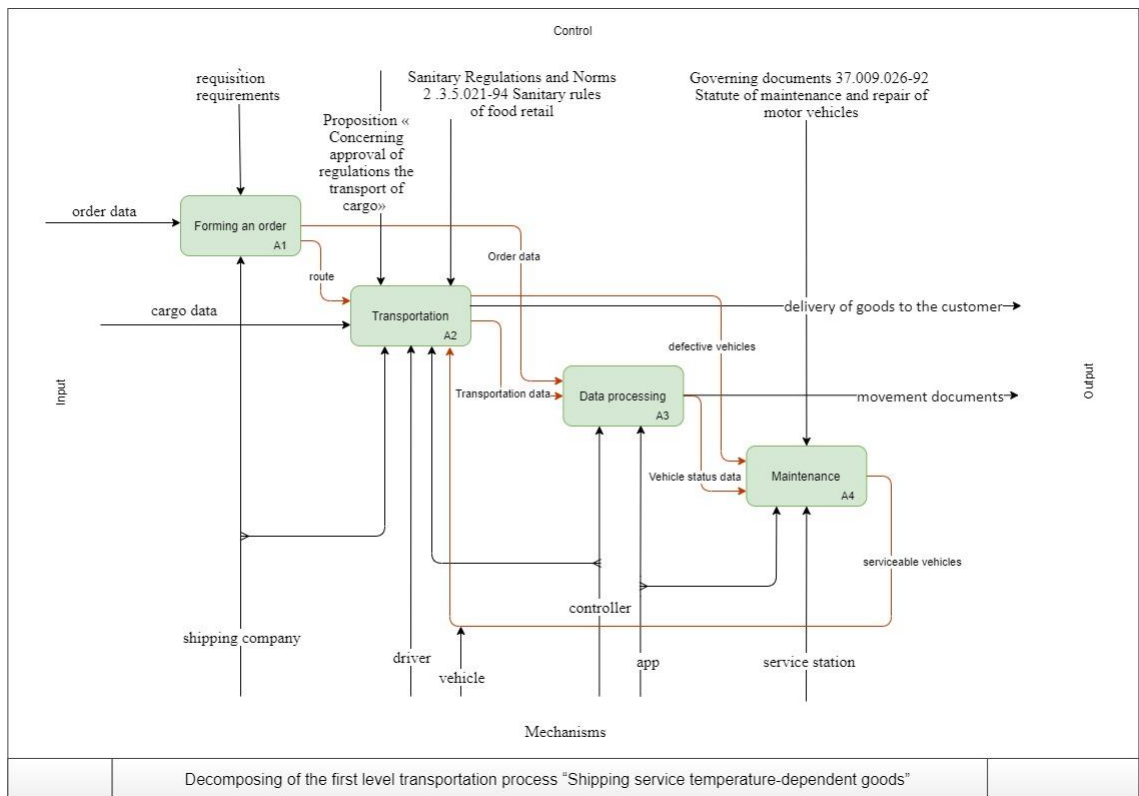 Control
requisition
requirements
Proposition «
Concerning
approval of
regulations the
transport of
cargo»
Sanitary Regulations and Norms
2 .3.5.021-94 Sanitary rules
of food retail
Governing documents 37.009.026-92
Statute of maintenance and repair of
motor vehicles
order data
Forming an order
A1
Order data
route
cargo data
Transportation
A2
delivery of goods to the customer
defective vehicles
Input
Output
Transportation data
Data processing
A3
movement documents
Vehicle status data
Maintenance
A4
serviceable vehicles
controller
shipping company
driver
vehicle
app
service station
Mechanisms
Decomposing of the first level transportation process “Shipping service temperature-dependent goods”